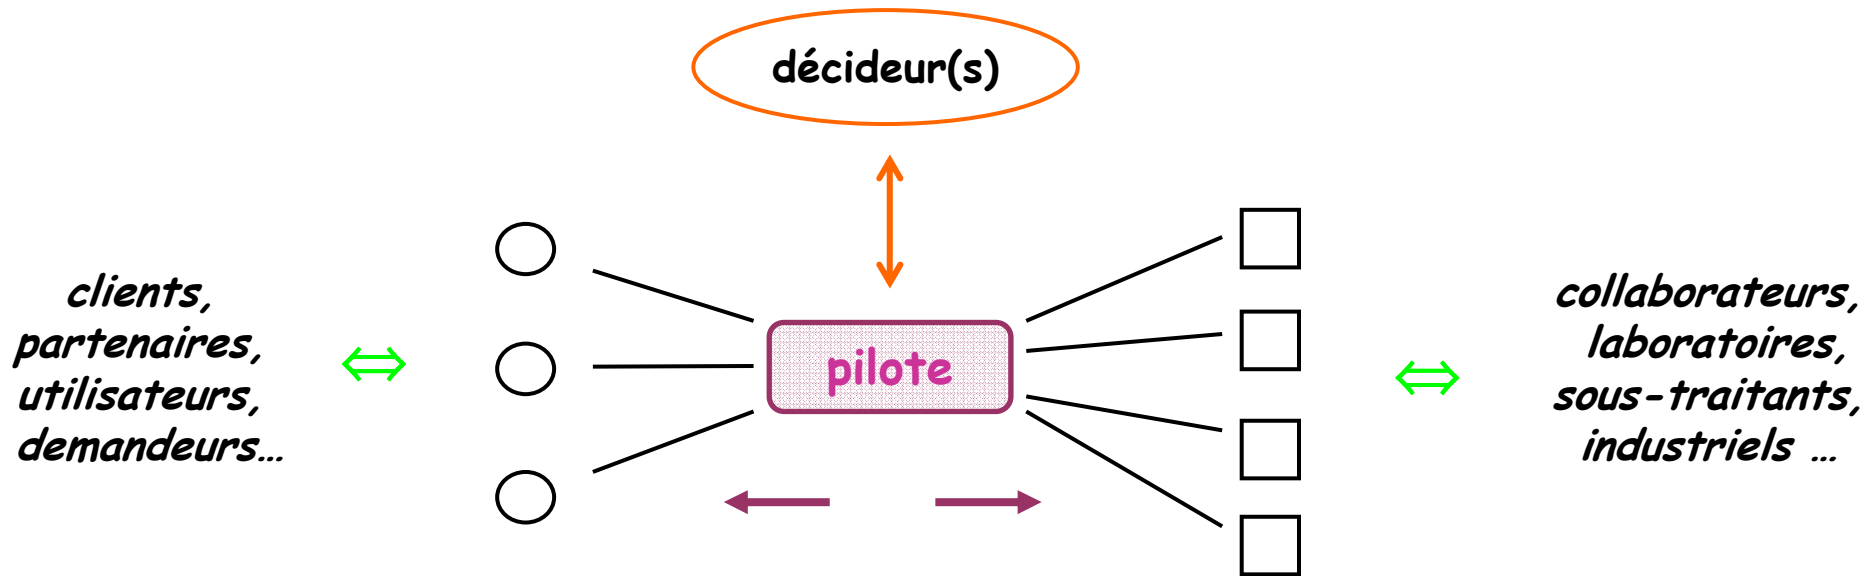 décideur(s)
clients,
partenaires,
utilisateurs,
demandeurs…
pilote
collaborateurs,
laboratoires,
sous-traitants,
industriels …